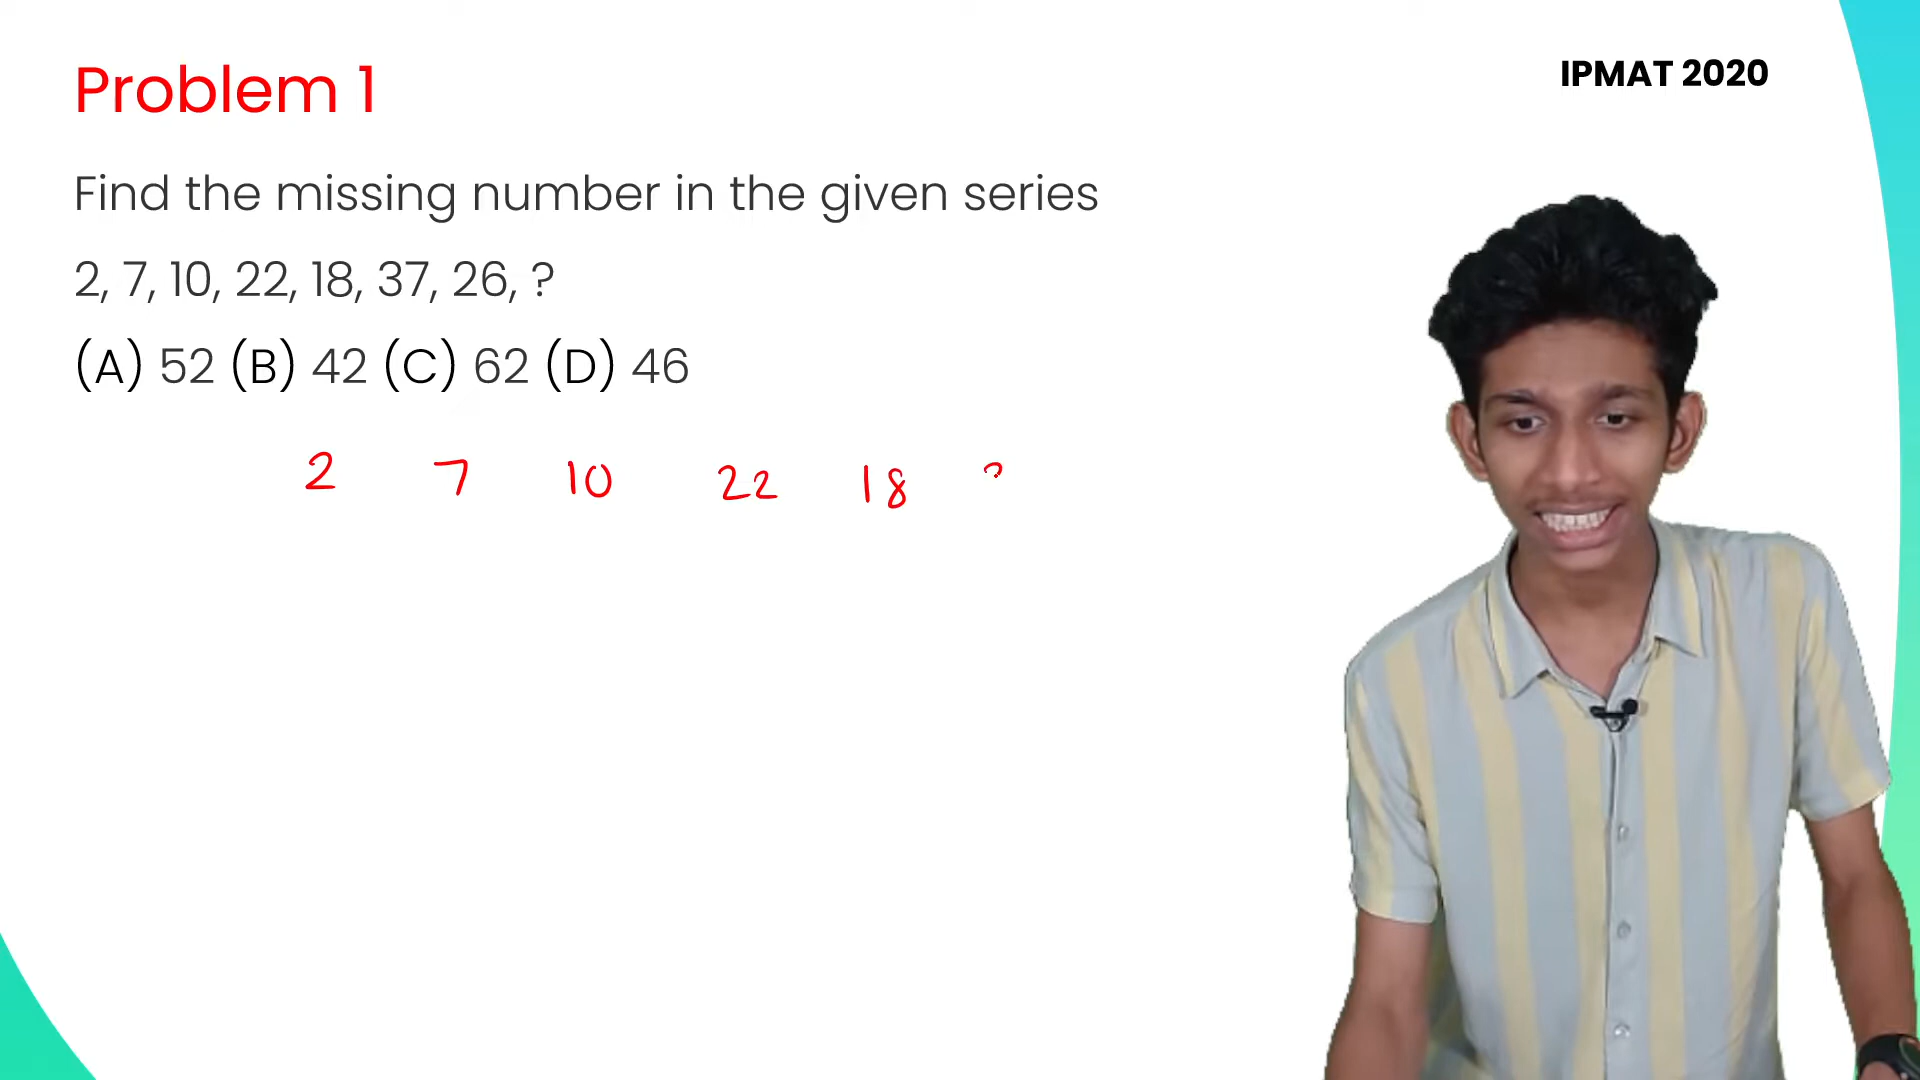 Problem 1
IPMAT 2020
Find the missing number in the given series
2, 7, 10, 22, 18, 37, 26, ?
(A) 52 (B) 42 (C) 62 (D) 46
2 7 10 22 18